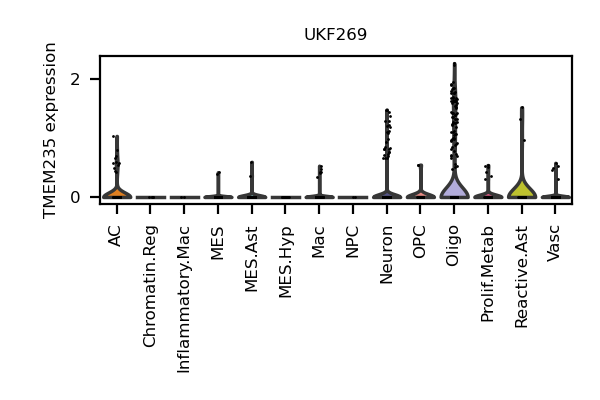 UKF269
TMEM235 expression
2
0
AC
Chromatin.Reg
Inflammatory.Mac
MES
MES.Ast
MES.Hyp
Mac
NPC
Neuron
OPC
Oligo
Prolif.Metab
Reactive.Ast
Vasc